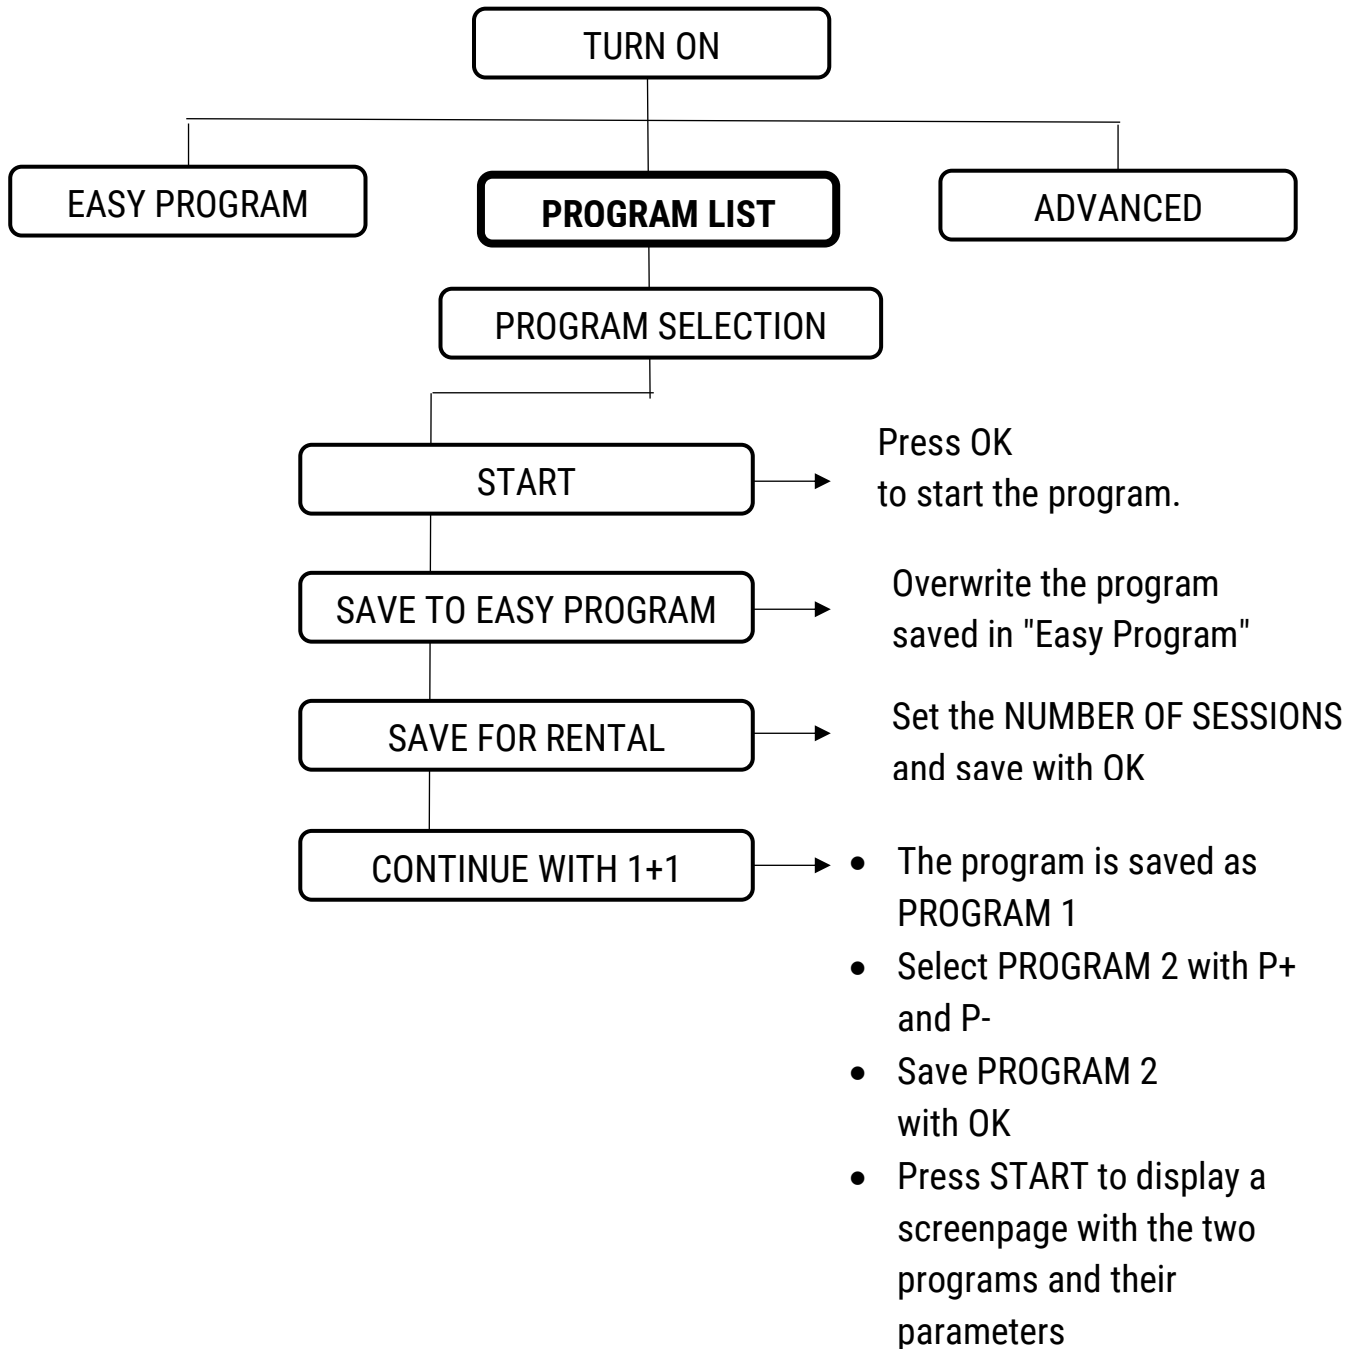 TURN ON
EASY PROGRAM
PROGRAM LIST
ADVANCED
PROGRAM SELECTION
START
Press OK
to start the program.
SAVE TO EASY PROGRAM
Overwrite the program
saved in "Easy Program"
SAVE FOR RENTAL
Set the NUMBER OF SESSIONS
and save with OK
CONTINUE WITH 1+1
• The program is saved as
PROGRAM 1
• Select PROGRAM 2 with P+
and P-
• Save PROGRAM 2
with OK
• Press START to display a
screenpage with the two
programs and their
parameters